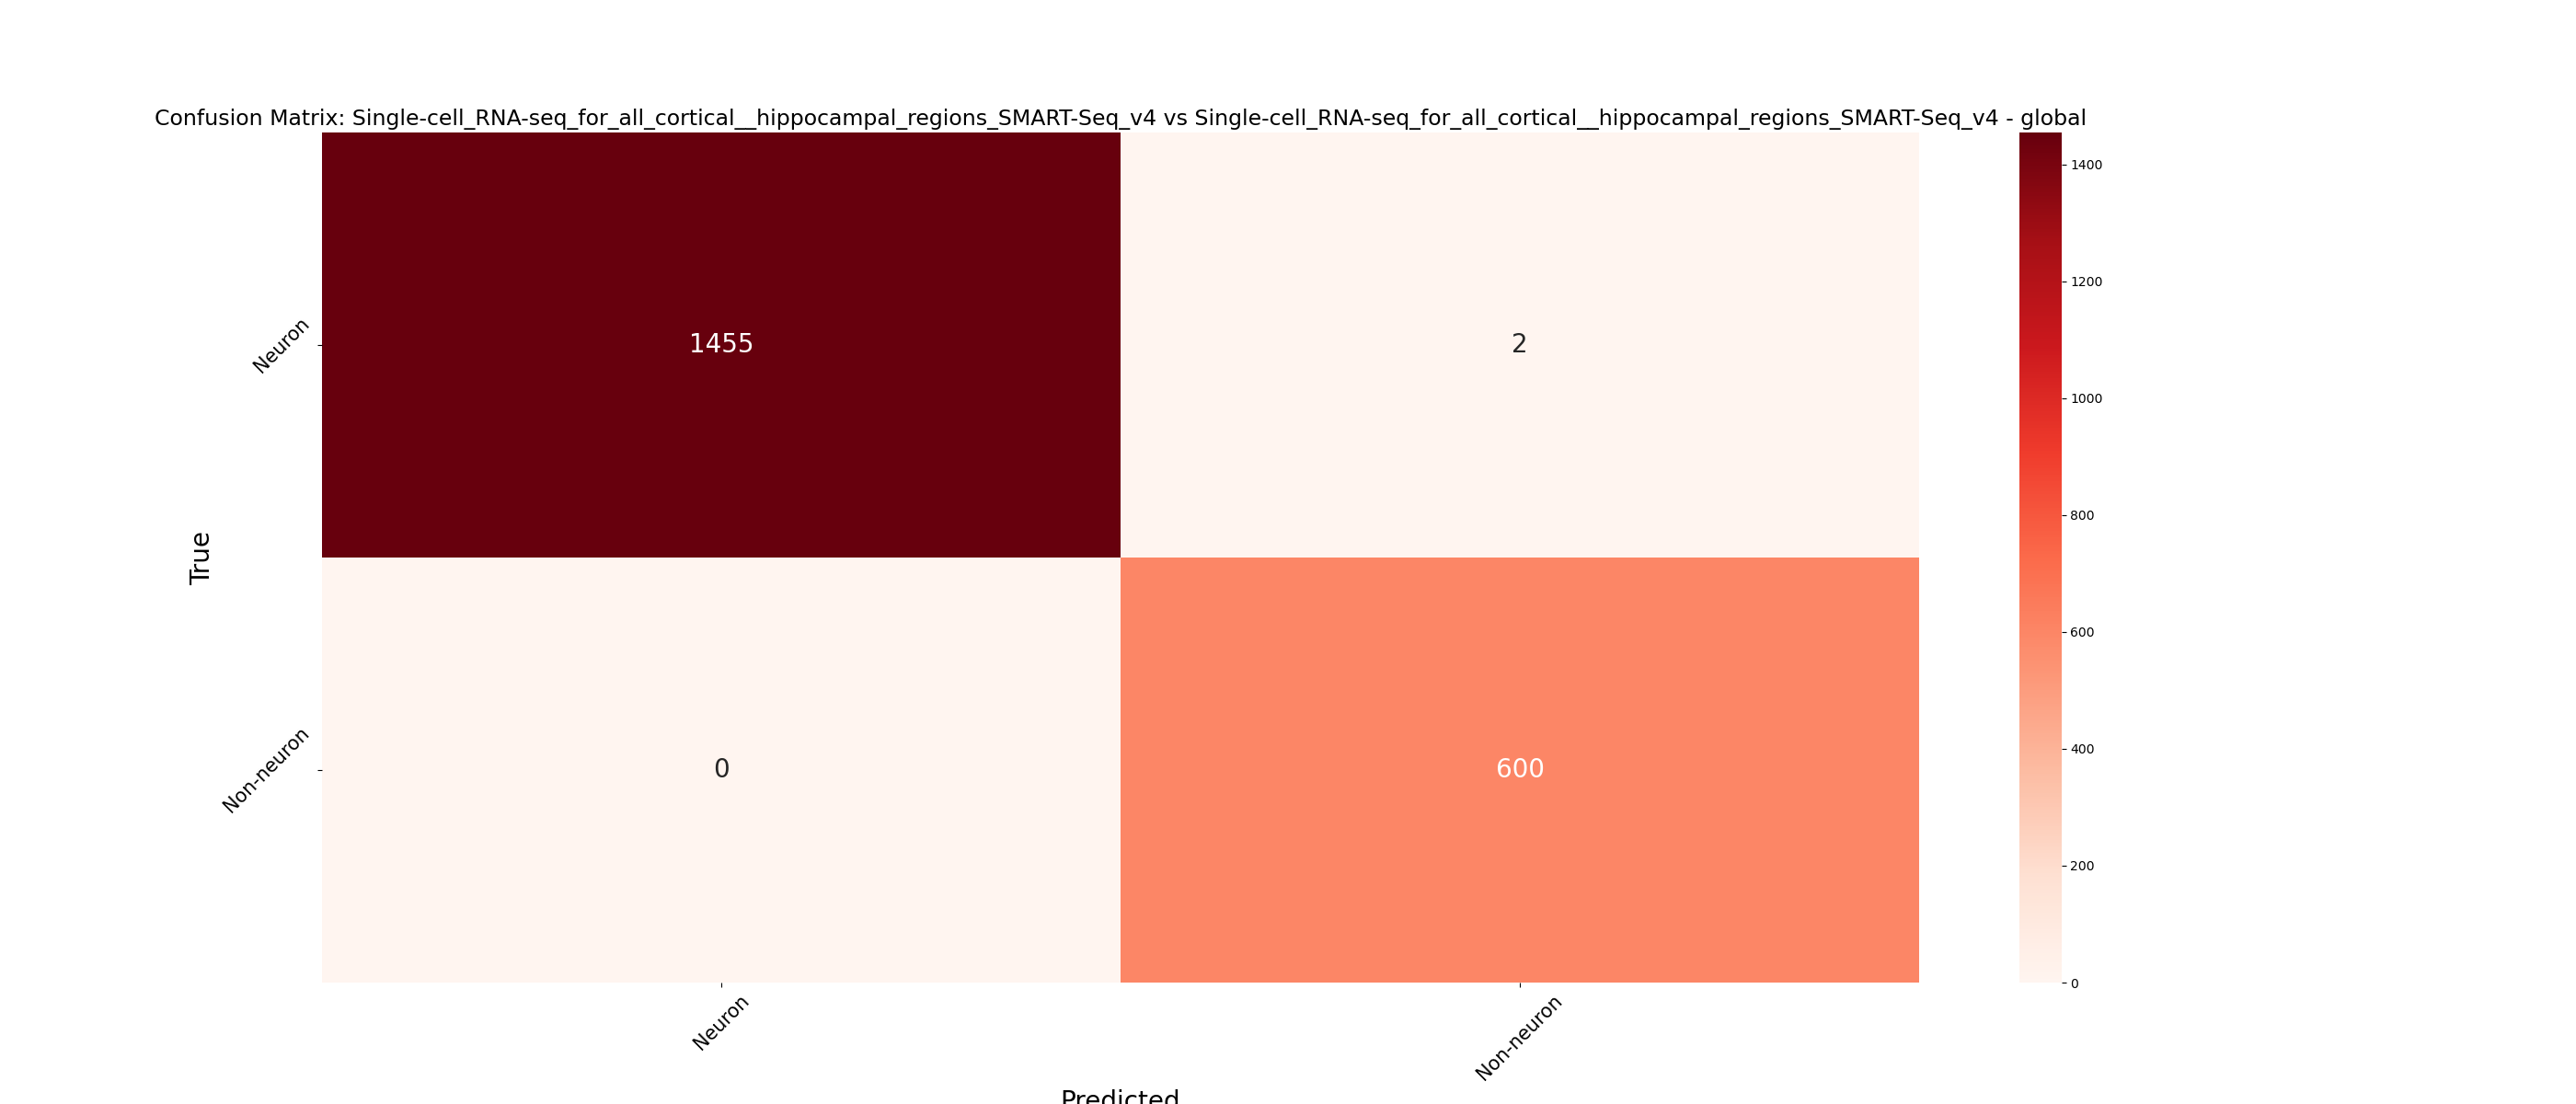 Confusion Matrix: Single-cell_RNA-seq_for_all_cortical__hippocampal_regions_SMART-Seq_v4 vs Single-cell_RNA-seq_for_all_cortical__hippocampal_regions_SMART-Seq_v4 - global
1400
1200
1000
800
600
400
200
0
True
Neuron
1455
2
Non-neuron
0
600
Neuron
Non-neuron
Predicted